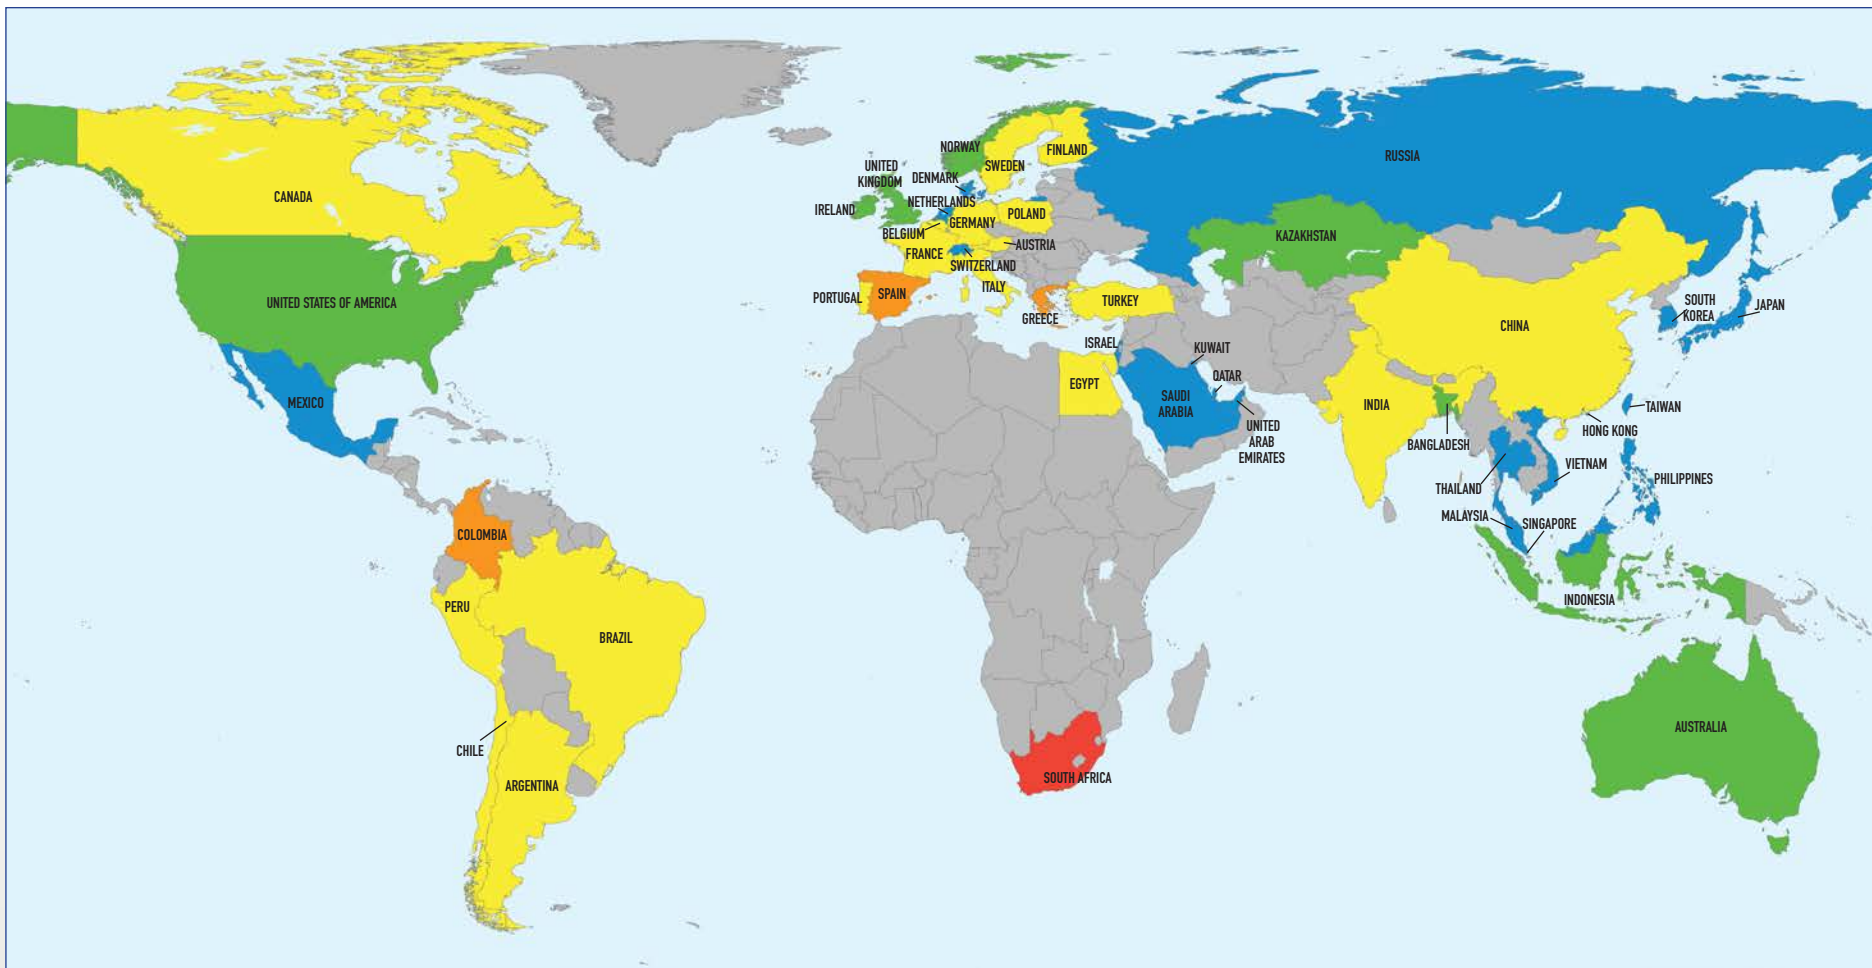 CANADA
UNITED STATES OF AMERICA
MEXICO
COLOMBIA
PERU
BRAZIL
CHILE
ARGENTINA
NORWAY
SWEDEN
FINLAND
UNITED
KINGDOM
DENMARK
NETHERLANDS
IRELAND
GERMANY
POLAND
BELGIUM
AUSTRIA
FRANCE
SWITZERLAND
PORTUGAL
SPAIN
ITALY
GREECE
TURKEY
RUSSIA
KAZAKHSTAN
CHINA
SOUTH
KOREA
JAPAN
ISRAEL
KUWAIT
QATAR
EGYPT
SAUDI
ARABIA
UNITED
ARAB
EMIRATES
INDIA
BANGLADESH
HONG KONG
TAIWAN
THAILAND
VIETNAM
PHILIPPINES
MALAYSIA
SINGAPORE
INDONESIA
AUSTRALIA
SOUTH AFRICA